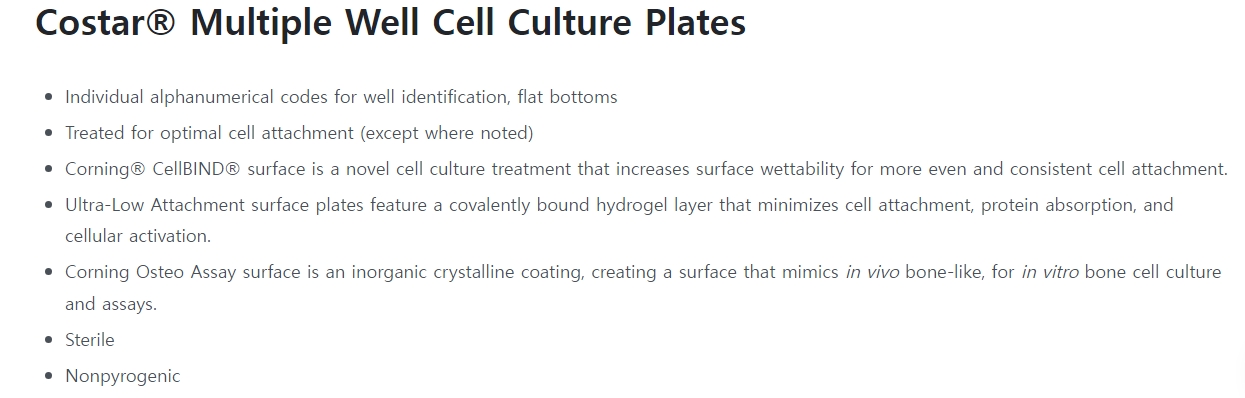 Costar® Multiple Well Cell Culture Plates
• Individual alphanumerical codes for well identification, flat bottoms
• Treated for optimal cell attachment (except where noted)
• Corning® CellBIND® surface is a novel cell culture treatment that increases surface wettability for more even and consistent cell attachment.
• Ultra-Low Attachment surface plates feature a covalently bound hydrogel layer that minimizes cell attachment, protein absorption, and
cellular activation.
• Corning Osteo Assay surface is an inorganic crystalline coating, creating a surface that mimics in vivo bone-like, for in vitro bone cell culture
and assays.
• Sterile
• Nonpyrogenic